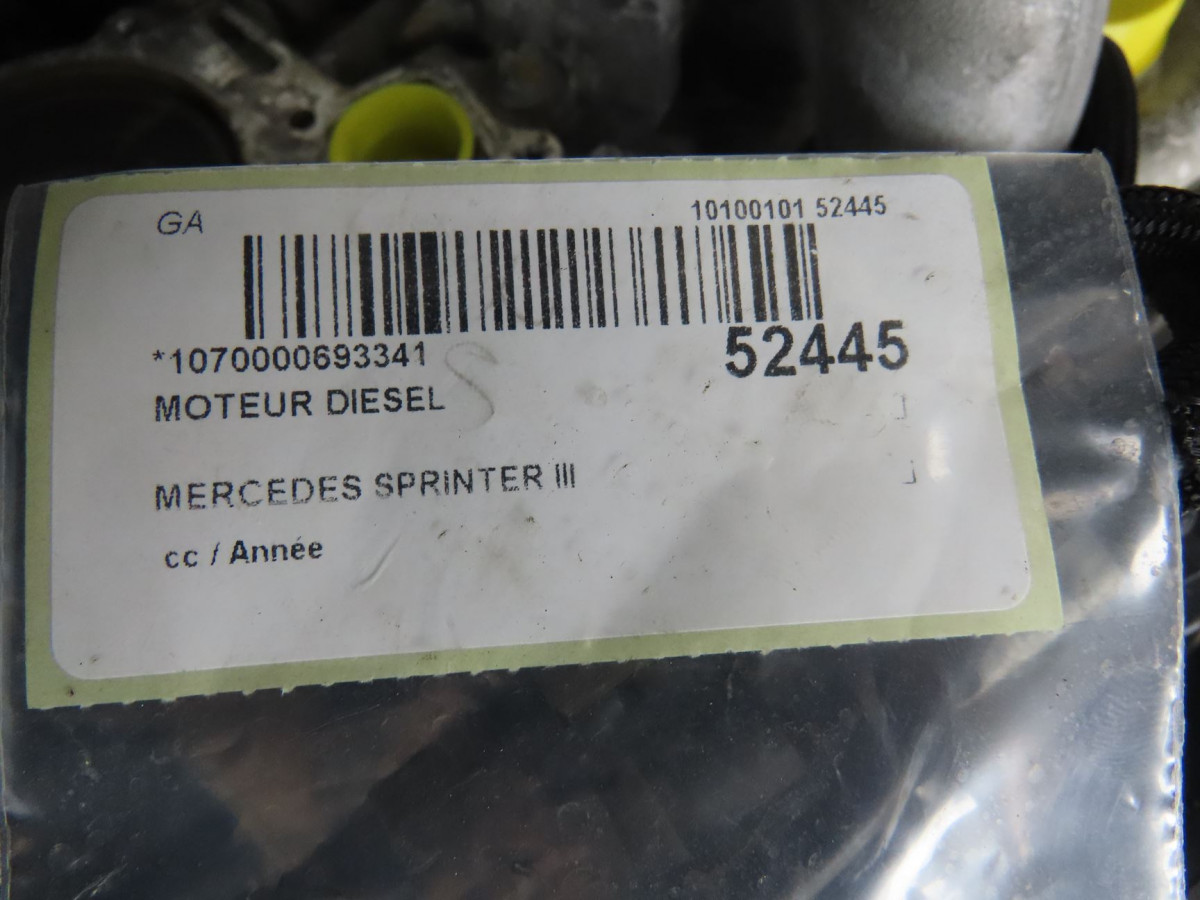 GA
10100101 52445
*1070000693341
52445
MOTEUR DIESEL
]
MERCEDES SPRINTER III
]
cc / Année